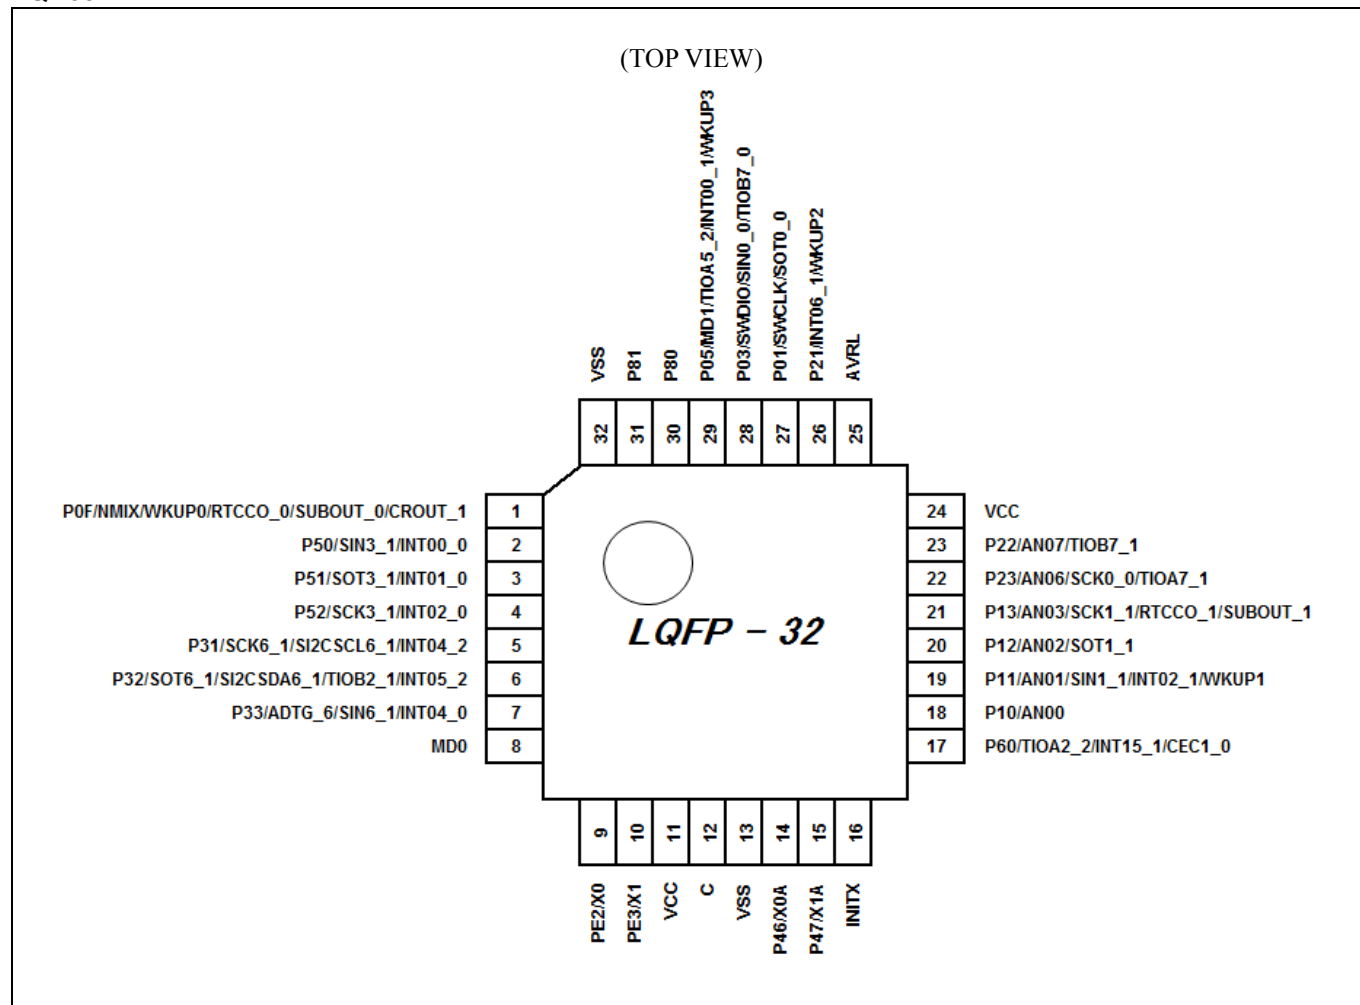 (TOP VIEW)
VSS
P81
P80
P05/MD1/TIOA5_2/INT00_1/WKUP3
P03/SWDIO/SIN0_0/TIOB7_0
P01/SWCLK/SOT0_0
P21/INT06_1/WKUP2
AVRL
32 31 30 29 28 27 26 25
P0F/NMIX/WKUP0/RTCCO_0/SUBOUT_0/CROUT_1 1 24 VCC
P50/SIN3_1/INT00_0 2 23 P22/AN07/TIOB7_1
P51/SOT3_1/INT01_0 3 22 P23/AN06/SCK0_0/TIOA7_1
P52/SCK3_1/INT02_0 4 21 P13/AN03/SCK1_1/RTCCO_1/SUBOUT_1
P31/SCK6_1/SI2CSCL6_1/INT04_2 5 20 P12/AN02/SOT1_1
P32/SOT6_1/SI2CSDA6_1/TIOB2_1/INT05_2 6 19 P11/AN01/SIN1_1/INT02_1/WKUP1
P33/ADTG_6/SIN6_1/INT04_0 7 18 P10/AN00
MD0 8 17 P60/TIOA2_2/INT15_1/CEC1_0
LQFP - 32
9 10 11 12 13 14 15 16
PE2/X0
PE3/X1
VCC
C
VSS
P46/X0A
P47/X1A
INITX